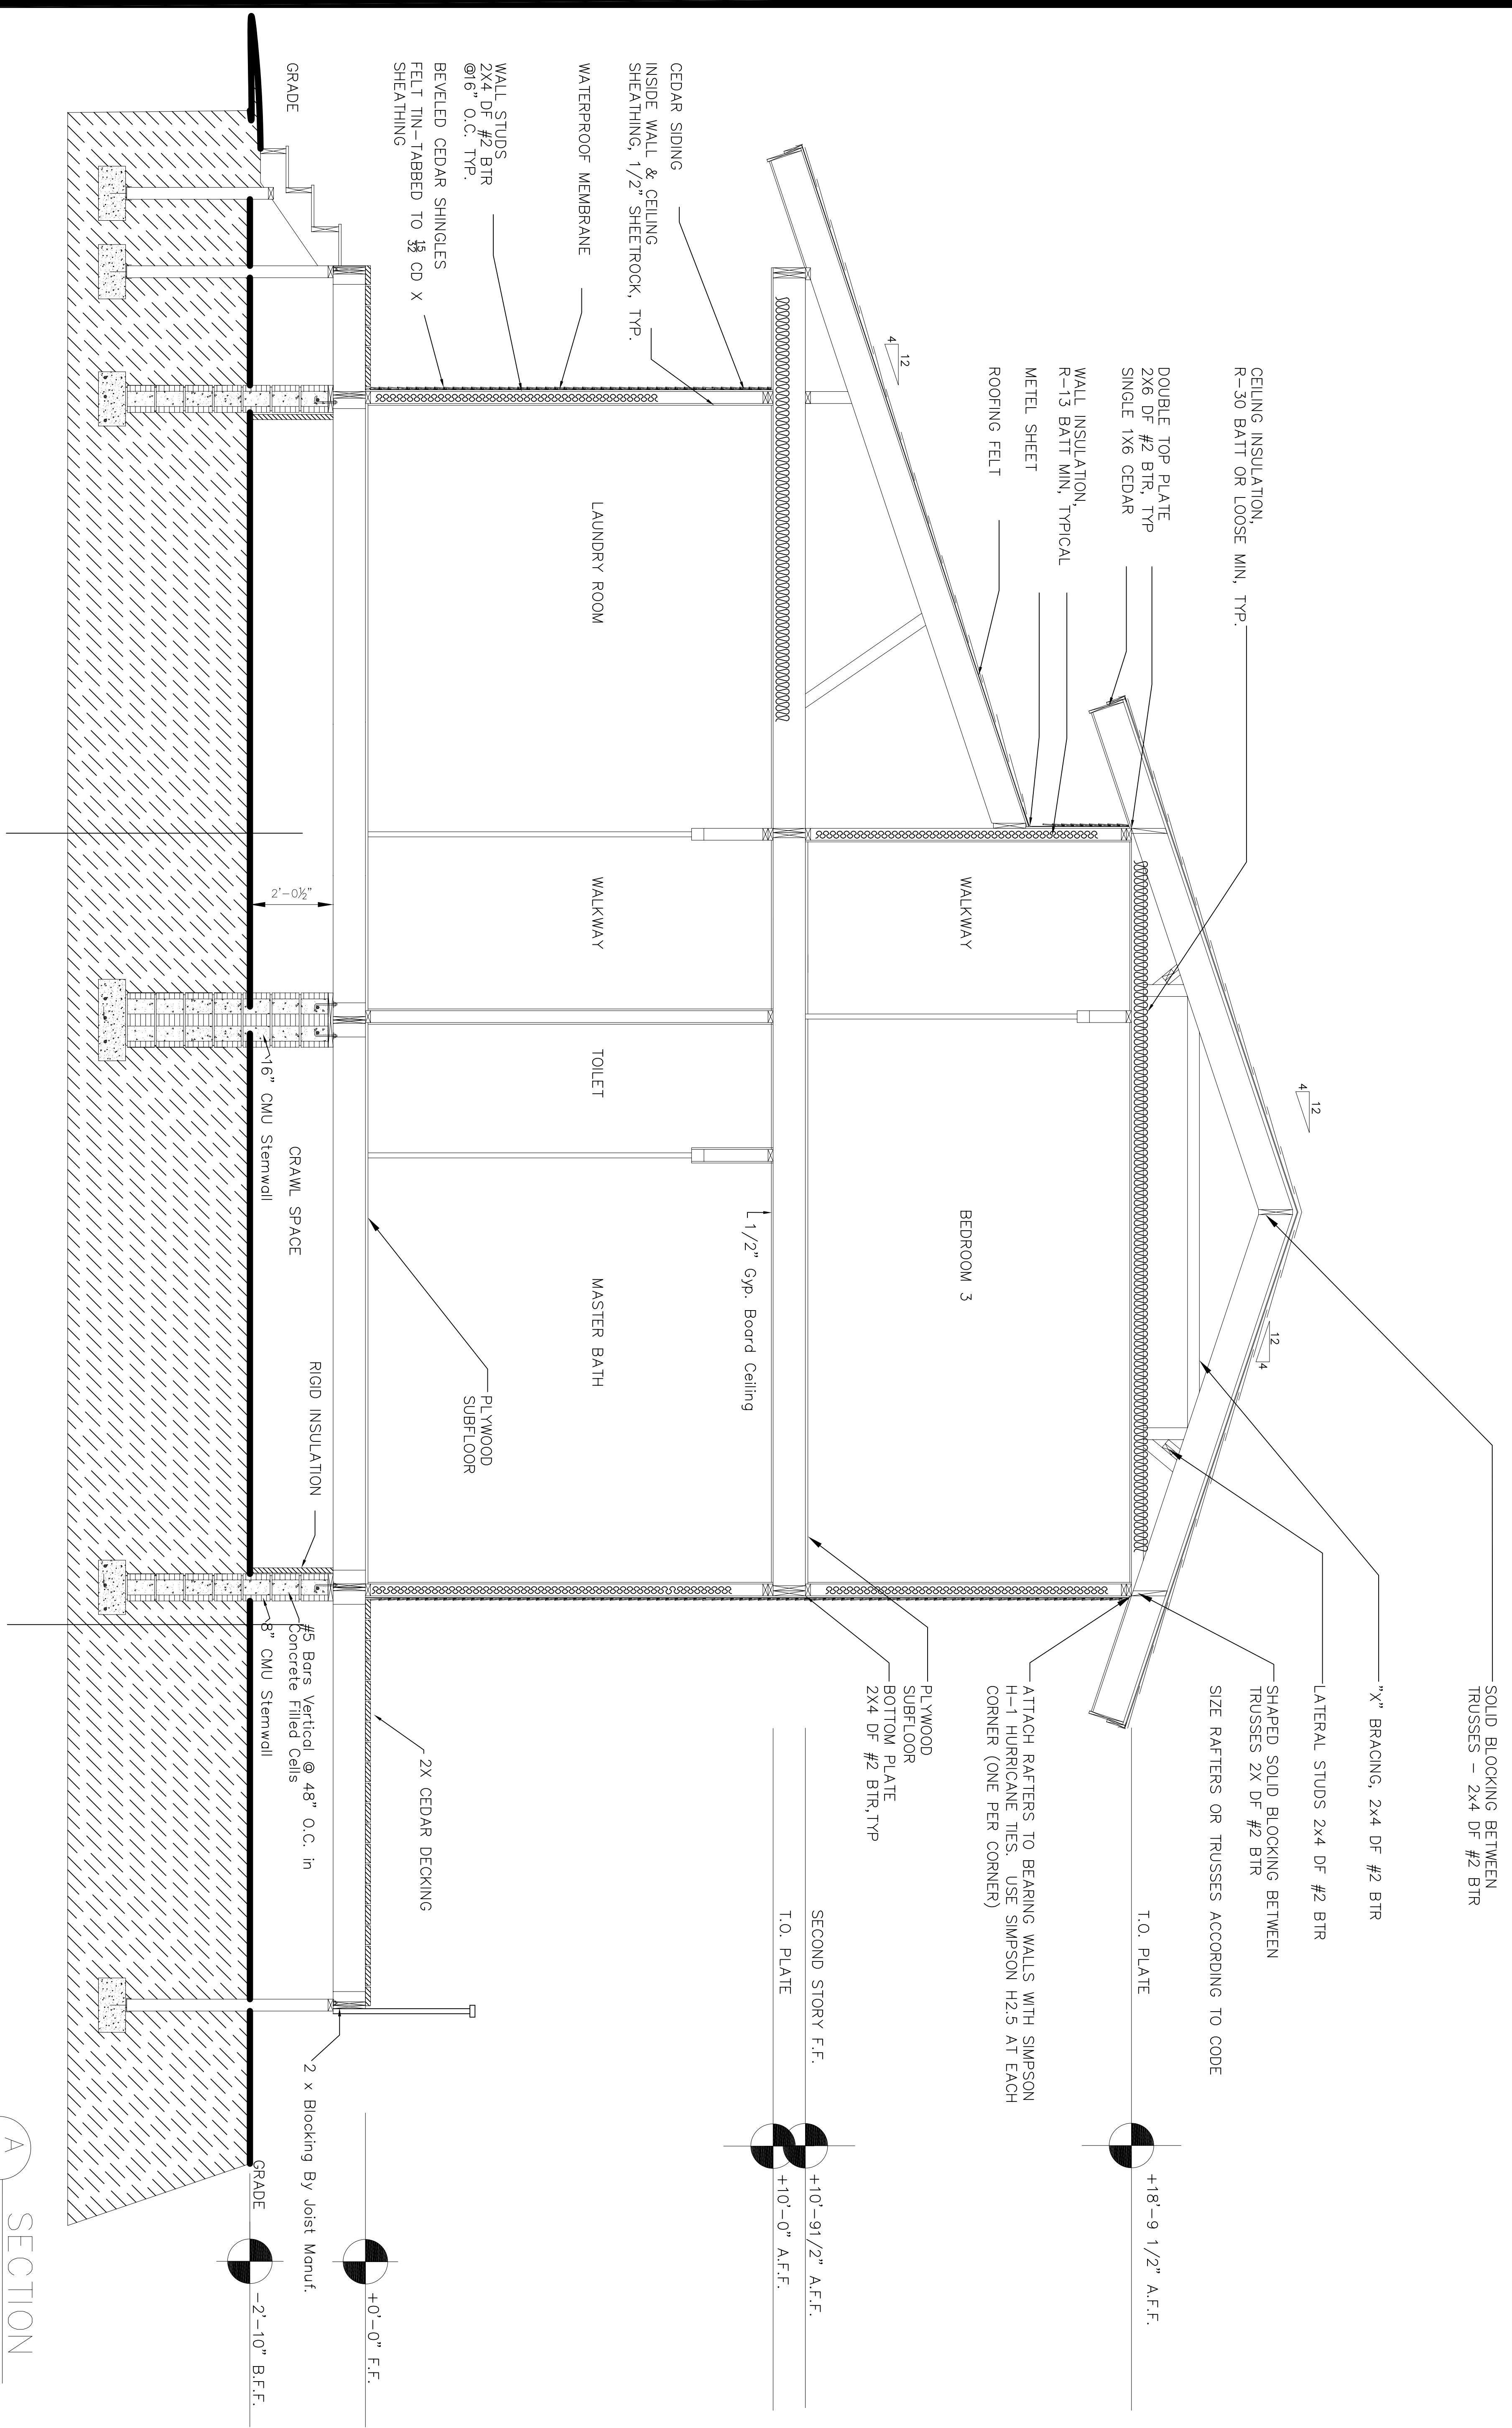 SOLID BLOCKING BETWEEN
TRUSSES - 2x4 DF #2 BTR
"X" BRACING, 2x4 DF #2 BTR
LATERAL STUDS 2x4 DF #2 BTR
SHAPED SOLID BLOCKING BETWEEN
TRUSSES 2X DF #2 BTR
SIZE RAFTERS OR TRUSSES ACCORDING TO CODE
T.O. PLATE
+18'-9 1/2" A.F.F.
ATTACH RAFTERS TO BEARING WALLS WITH SIMPSON
H-1 HURRICANE TIES. USE SIMPSON H2.5 AT EACH
CORNER (ONE PER CORNER)
PLYWOOD
SUBFLOOR
BOTTOM PLATE
2X4 DF #2 BTR,TYP
SECOND STORY F.F.
+10'-91/2" A.F.F.
T.O. PLATE
+10'-0" A.F.F.
12
4
12
4
12
4
CEILING INSULATION,
R-30 BATT OR LOOSE MIN, TYP.
DOUBLE TOP PLATE
2X6 DF #2 BTR, TYP
SINGLE 1X6 CEDAR
WALL INSULATION,
R-13 BATT MIN, TYPICAL
METEL SHEET
ROOFING FELT
WALKWAY
BEDROOM 3
CEDAR SIDING
INSIDE WALL & CEILING
SHEATHING, 1/2" SHEETROCK, TYP.
WATERPROOF MEMBRANE
WALL STUDS
2X4 DF #2 BTR
@16" O.C. TYP.
BEVELED CEDAR SHINGLES
FELT TIN-TABBED TO 15/32 CD X
SHEATHING
LAUNDRY ROOM
WALKWAY
TOILET
MASTER BATH
1/2" Gyp. Board Ceiling
PLYWOOD
SUBFLOOR
2X CEDAR DECKING
GRADE
2'-0½"
16" CMU Stemwall
CRAWL SPACE
RIGID INSULATION
#5 Bars Vertical @ 48" O.C. in
Concrete Filled Cells
8" CMU Stemwall
2 x Blocking By Joist Manuf.
+0'-0" F.F.
GRADE
-2'-10" B.F.F.
A
SECTION